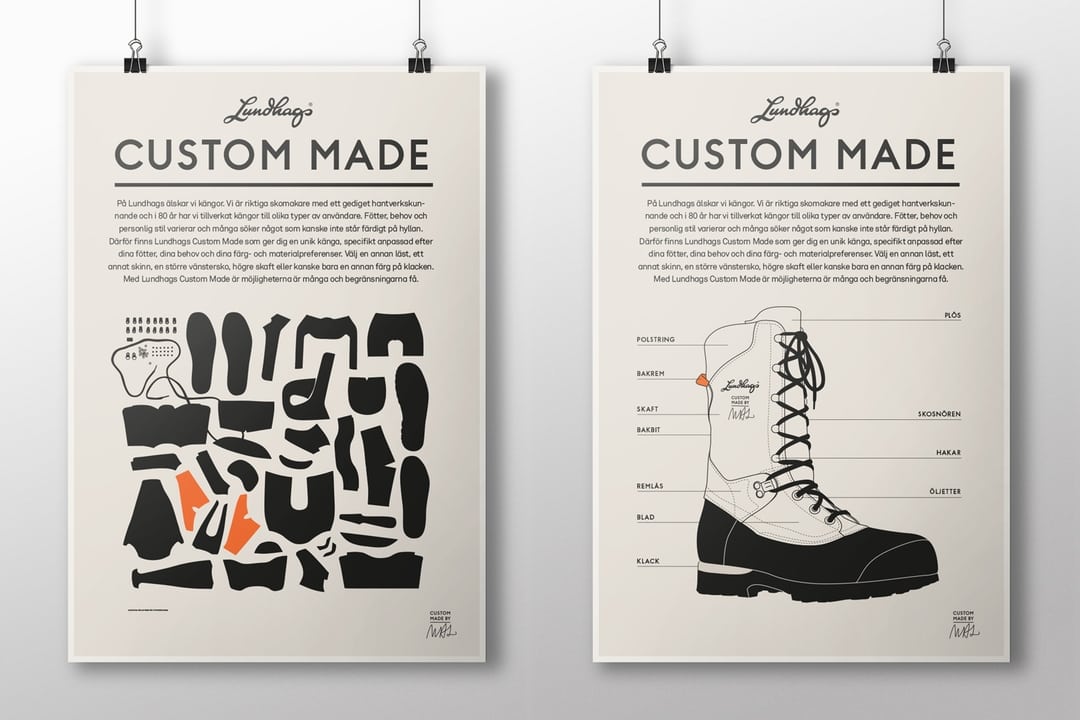 Lundhags®
CUSTOM MADE
På Lundhags älskar vi kängor. Vi är riktiga skomakare med ett gediget hantverkskun-
nande och i 80 år har vi tillverkat kängor till olika typer av användare. Fötter, behov och
personlig stil varierar och många söker något som kanske inte står färdigt på hyllan.
Därför finns Lundhags Custom Made som ger dig en unik känga, specifikt anpassad efter
dina fötter, dina behov och dina färg- och materialpreferenser. Välj en annan läst, ett
annat skinn, en större vänstersko, högre skaft eller kanske bara en annan färg på klacken.
Med Lundhags Custom Made är möjligheterna är många och begränsningarna få.
CUSTOM
MADE BY
Lundhags®
CUSTOM MADE
På Lundhags älskar vi kängor. Vi är riktiga skomakare med ett gediget hantverkskun-
nande och i 80 år har vi tillverkat kängor till olika typer av användare. Fötter, behov och
personlig stil varierar och många söker något som kanske inte står färdigt på hyllan.
Därför finns Lundhags Custom Made som ger dig en unik känga, specifikt anpassad efter
dina fötter, dina behov och dina färg- och materialpreferenser. Välj en annan läst, ett
annat skinn, en större vänstersko, högre skaft eller kanske bara en annan färg på klacken.
Med Lundhags Custom Made är möjligheterna är många och begränsningarna få.
PLÖS
POLSTRING
BAKREM
Lundhags
CUSTOM
MADE BY
SKAFT
SKOSNÖREN
BAKBIT
HAKAR
REMLÅS
ÖLJETTER
BLAD
KLACK
CUSTOM
MADE BY